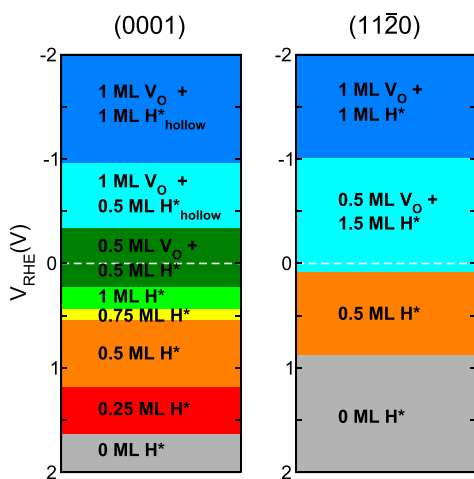 (0001)
(112̄0)
V_RHE(V)
-2
-1
0
1
2
1 ML V_O +
1 ML H*_hollow
1 ML V_O +
0.5 ML H*_hollow
0.5 ML V_O +
0.5 ML H*
1 ML H*
0.75 ML H*
0.5 ML H*
0.25 ML H*
0 ML H*
-2
-1
0
1
2
1 ML V_O +
1 ML H*
0.5 ML V_O +
1.5 ML H*
0.5 ML H*
0 ML H*